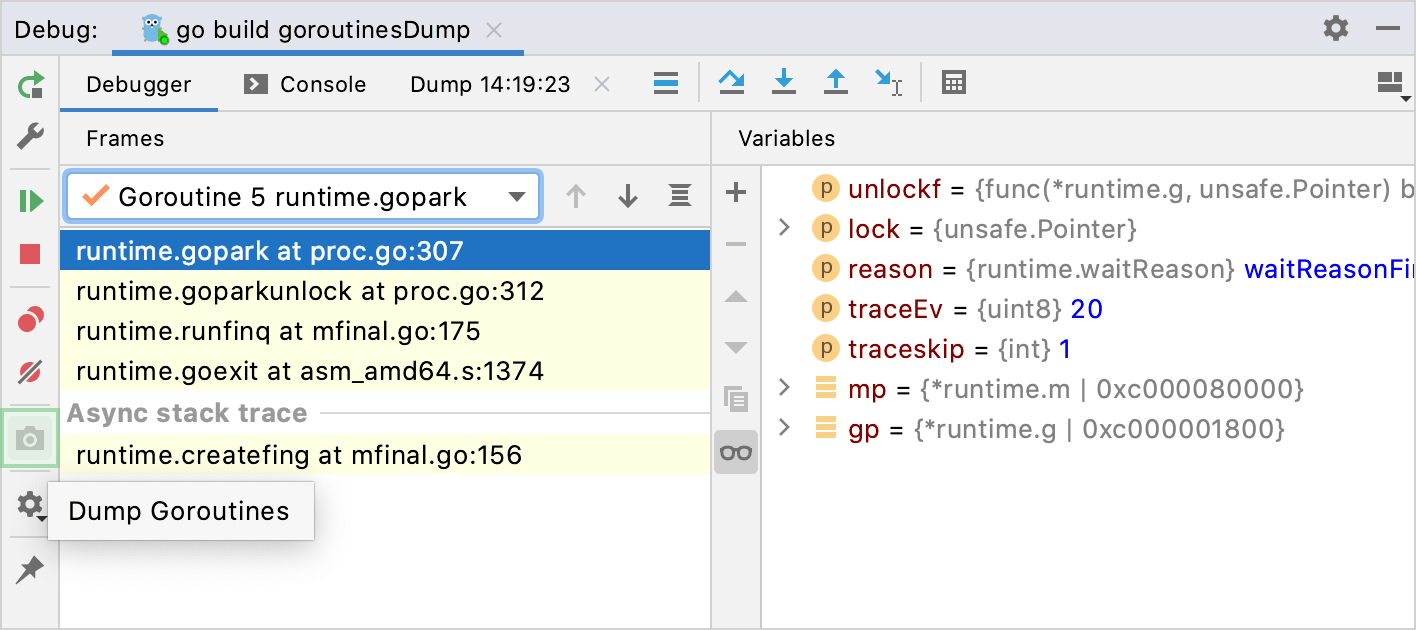 Debug: go build goroutinesDump
Debugger Console Dump 14:19:23
Frames
Variables
Goroutine 5 runtime.gopark
runtime.gopark at proc.go:307
runtime.goparkunlock at proc.go:312
runtime.runfinq at mfinal.go:175
runtime.goexit at asm_amd64.s:1374
Async stack trace
runtime.createfing at mfinal.go:156
Dump Goroutines
p unlockf = {func(*runtime.g, unsafe.Pointer) b
p lock = {unsafe.Pointer}
p reason = {runtime.waitReason} waitReasonFi
p traceEv = {uint8} 20
p traceskip = {int} 1
mp = {*runtime.m | 0xc000080000}
gp = {*runtime.g | 0xc000001800}